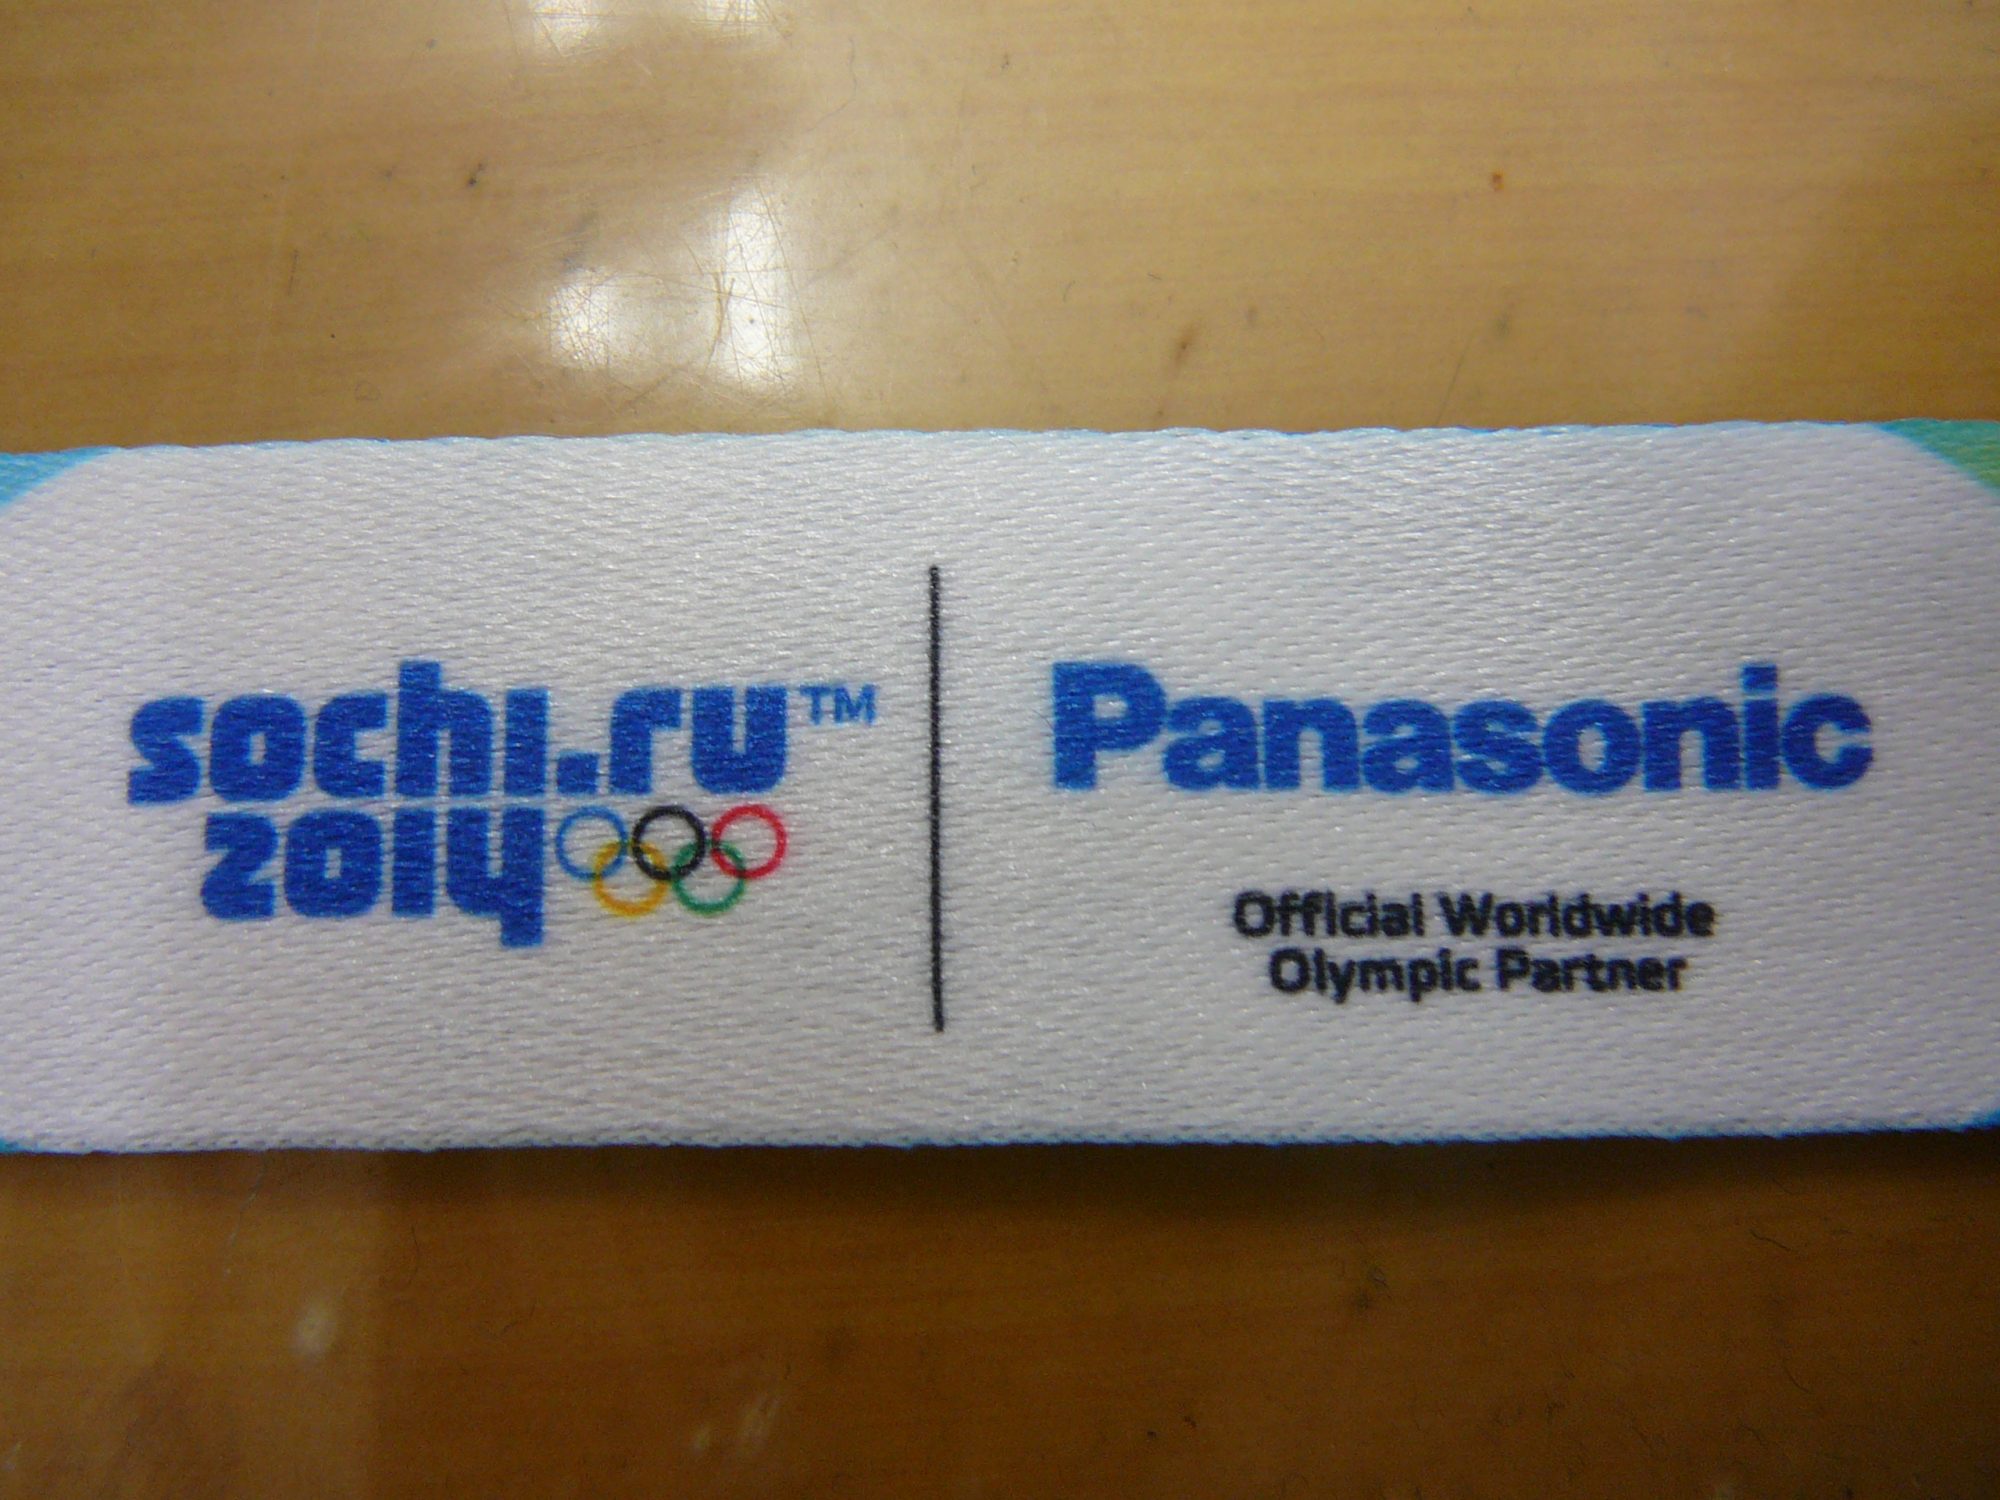 sochi.ru™
2014
Panasonic
Official Worldwide
Olympic Partner